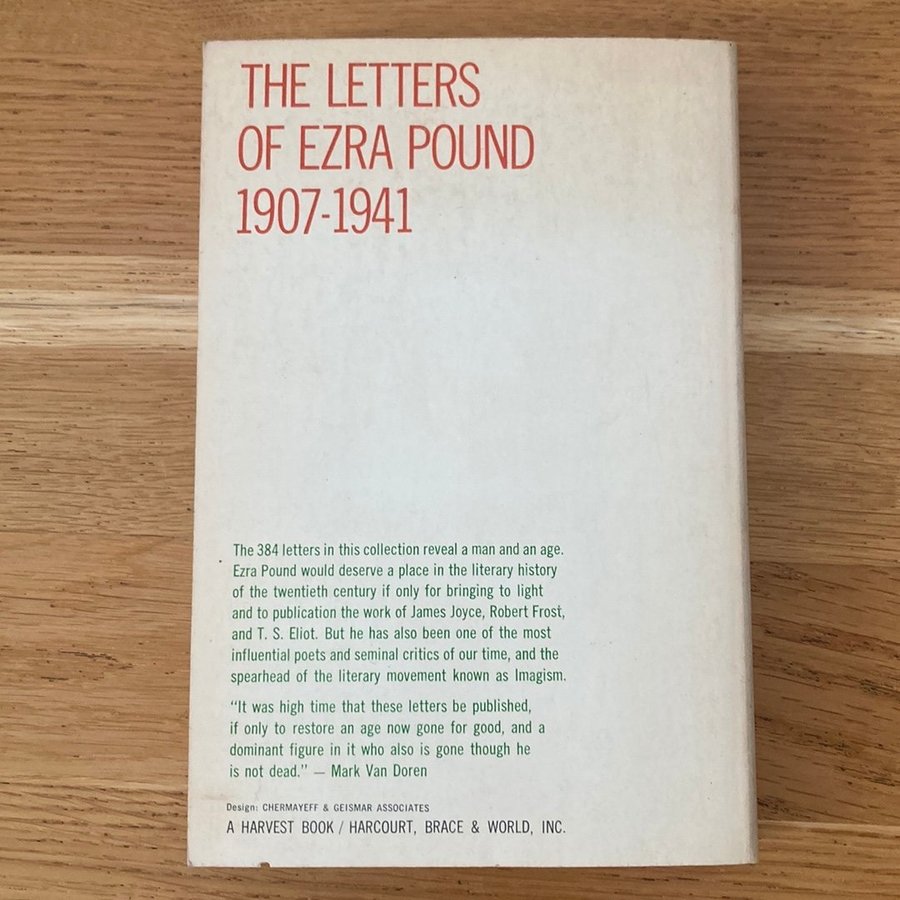 THE LETTERS
OF EZRA POUND
1907-1941
The 384 letters in this collection reveal a man and an age.
Ezra Pound would deserve a place in the literary history
of the twentieth century if only for bringing to light
and to publication the work of James Joyce, Robert Frost,
and T. S. Eliot. But he has also been one of the most
influential poets and seminal critics of our time, and the
spearhead of the literary movement known as Imagism.
"It was high time that these letters be published,
if only to restore an age now gone for good, and a
dominant figure in it who also is gone though he
is not dead." — Mark Van Doren
Design: CHERMAYEFF & GEISMAR ASSOCIATES
A HARVEST BOOK / HARCOURT, BRACE & WORLD, INC.